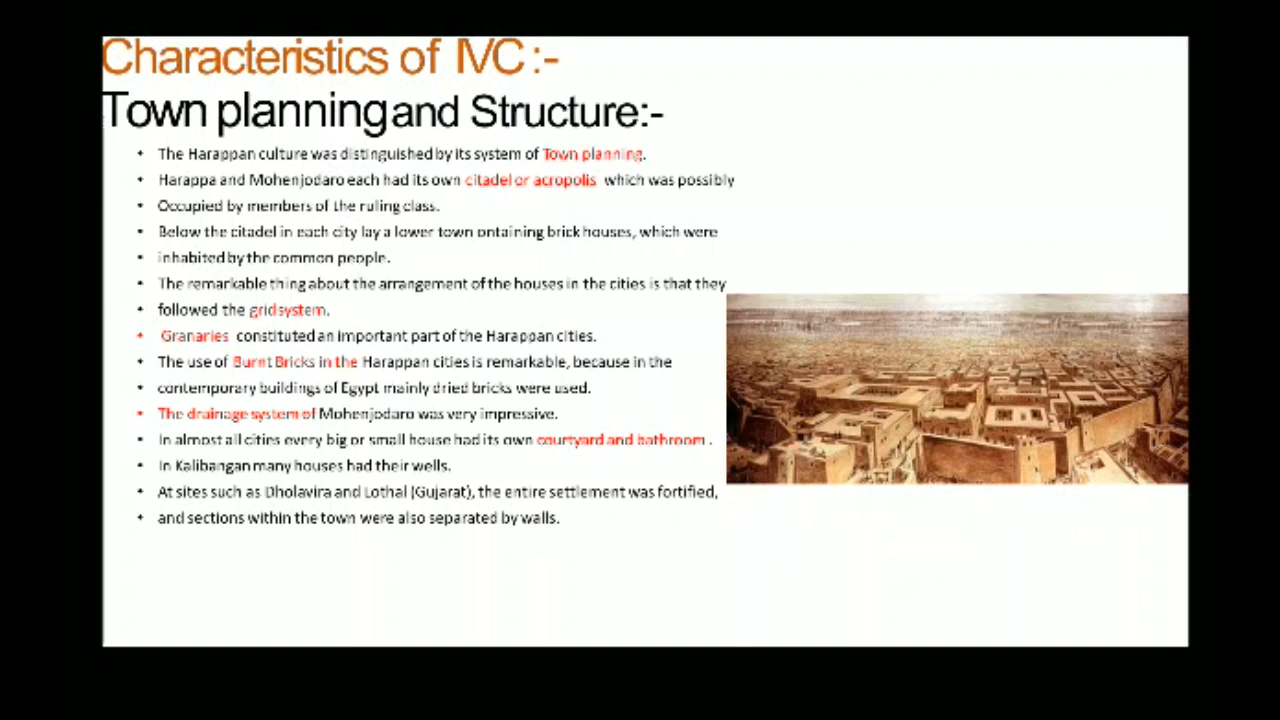 Characteristics of IVC :-
Town planning and Structure:-
• The Harappan culture was distinguished by its system of Town planning.
• Harappa and Mohenjodaro each had its own citadel or acropolis which was possibly
• Occupied by members of the ruling class.
• Below the citadel in each city lay a lower town ontaining brick houses, which were
• inhabited by the common people.
• The remarkable thing about the arrangement of the houses in the cities is that they
• followed the grid system.
• Granaries constituted an important part of the Harappan cities.
• The use of Burnt Bricks in the Harappan cities is remarkable, because in the
• contemporary buildings of Egypt mainly dried bricks were used.
• The drainage system of Mohenjodaro was very impressive.
• In almost all cities every big or small house had its own courtyard and bathroom .
• In Kalibangan many houses had their wells.
• At sites such as Dholavira and Lothal (Gujarat), the entire settlement was fortified,
• and sections within the town were also separated by walls.